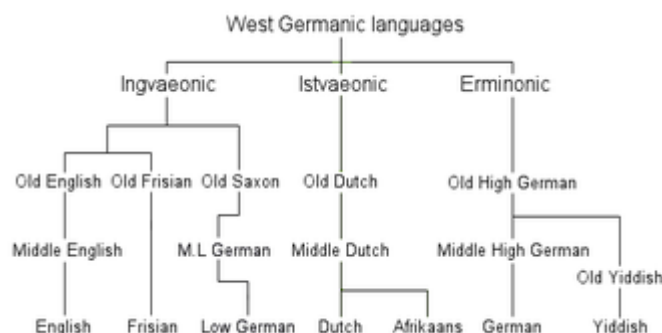 West Germanic languages
Ingvaeonic Istvaeonic Erminonic
Old English Old Frisian Old Saxon Old Dutch Old High German
Middle English M.L German Middle Dutch Middle High German
Old Yiddish
English Frisian Low German Dutch Afrikaans German Yiddish